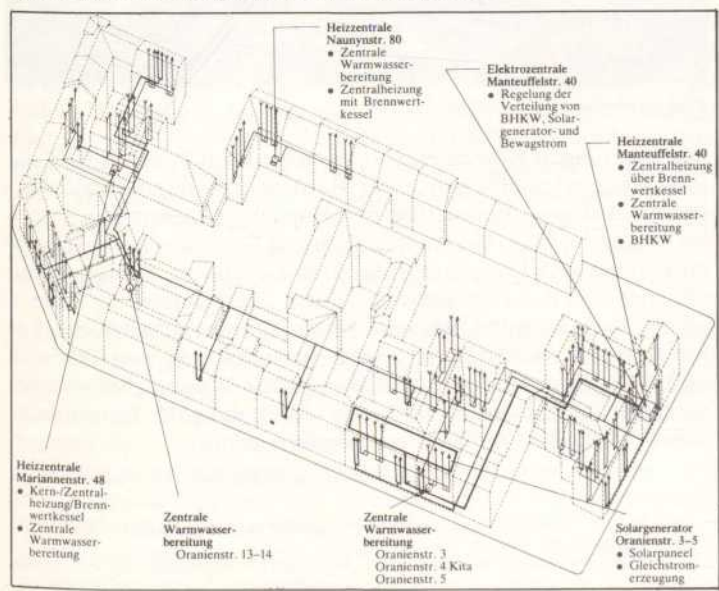 Heizzentrale
Naunynstr. 80
• Zentrale
Warmwasser-
bereitung
• Zentralheizung
mit Brennwert-
kessel
Elektrozentrale
Manteuffelstr. 40
• Regelung der
Verteilung von
BHKW, Solar-
generator- und
Bewagstrom
Heizzentrale
Manteuffelstr. 40
• Zentralheizung
über Brenn-
wertkessel
• Zentrale
Warmwasser-
bereitung
• BHKW
Heizzentrale
Mariannenstr. 48
• Kern-/Zentral-
heizung/Brenn-
wertkessel
• Zentrale
Warmwasser-
bereitung
Zentrale
Warmwasser-
bereitung
Oranienstr. 13–14
Zentrale
Warmwasser-
bereitung
Oranienstr. 3
Oranienstr. 4 Kita
Oranienstr. 5
Solargenerator
Oranienstr. 3–5
• Solarpaneel
• Gleichstrom-
erzeugung